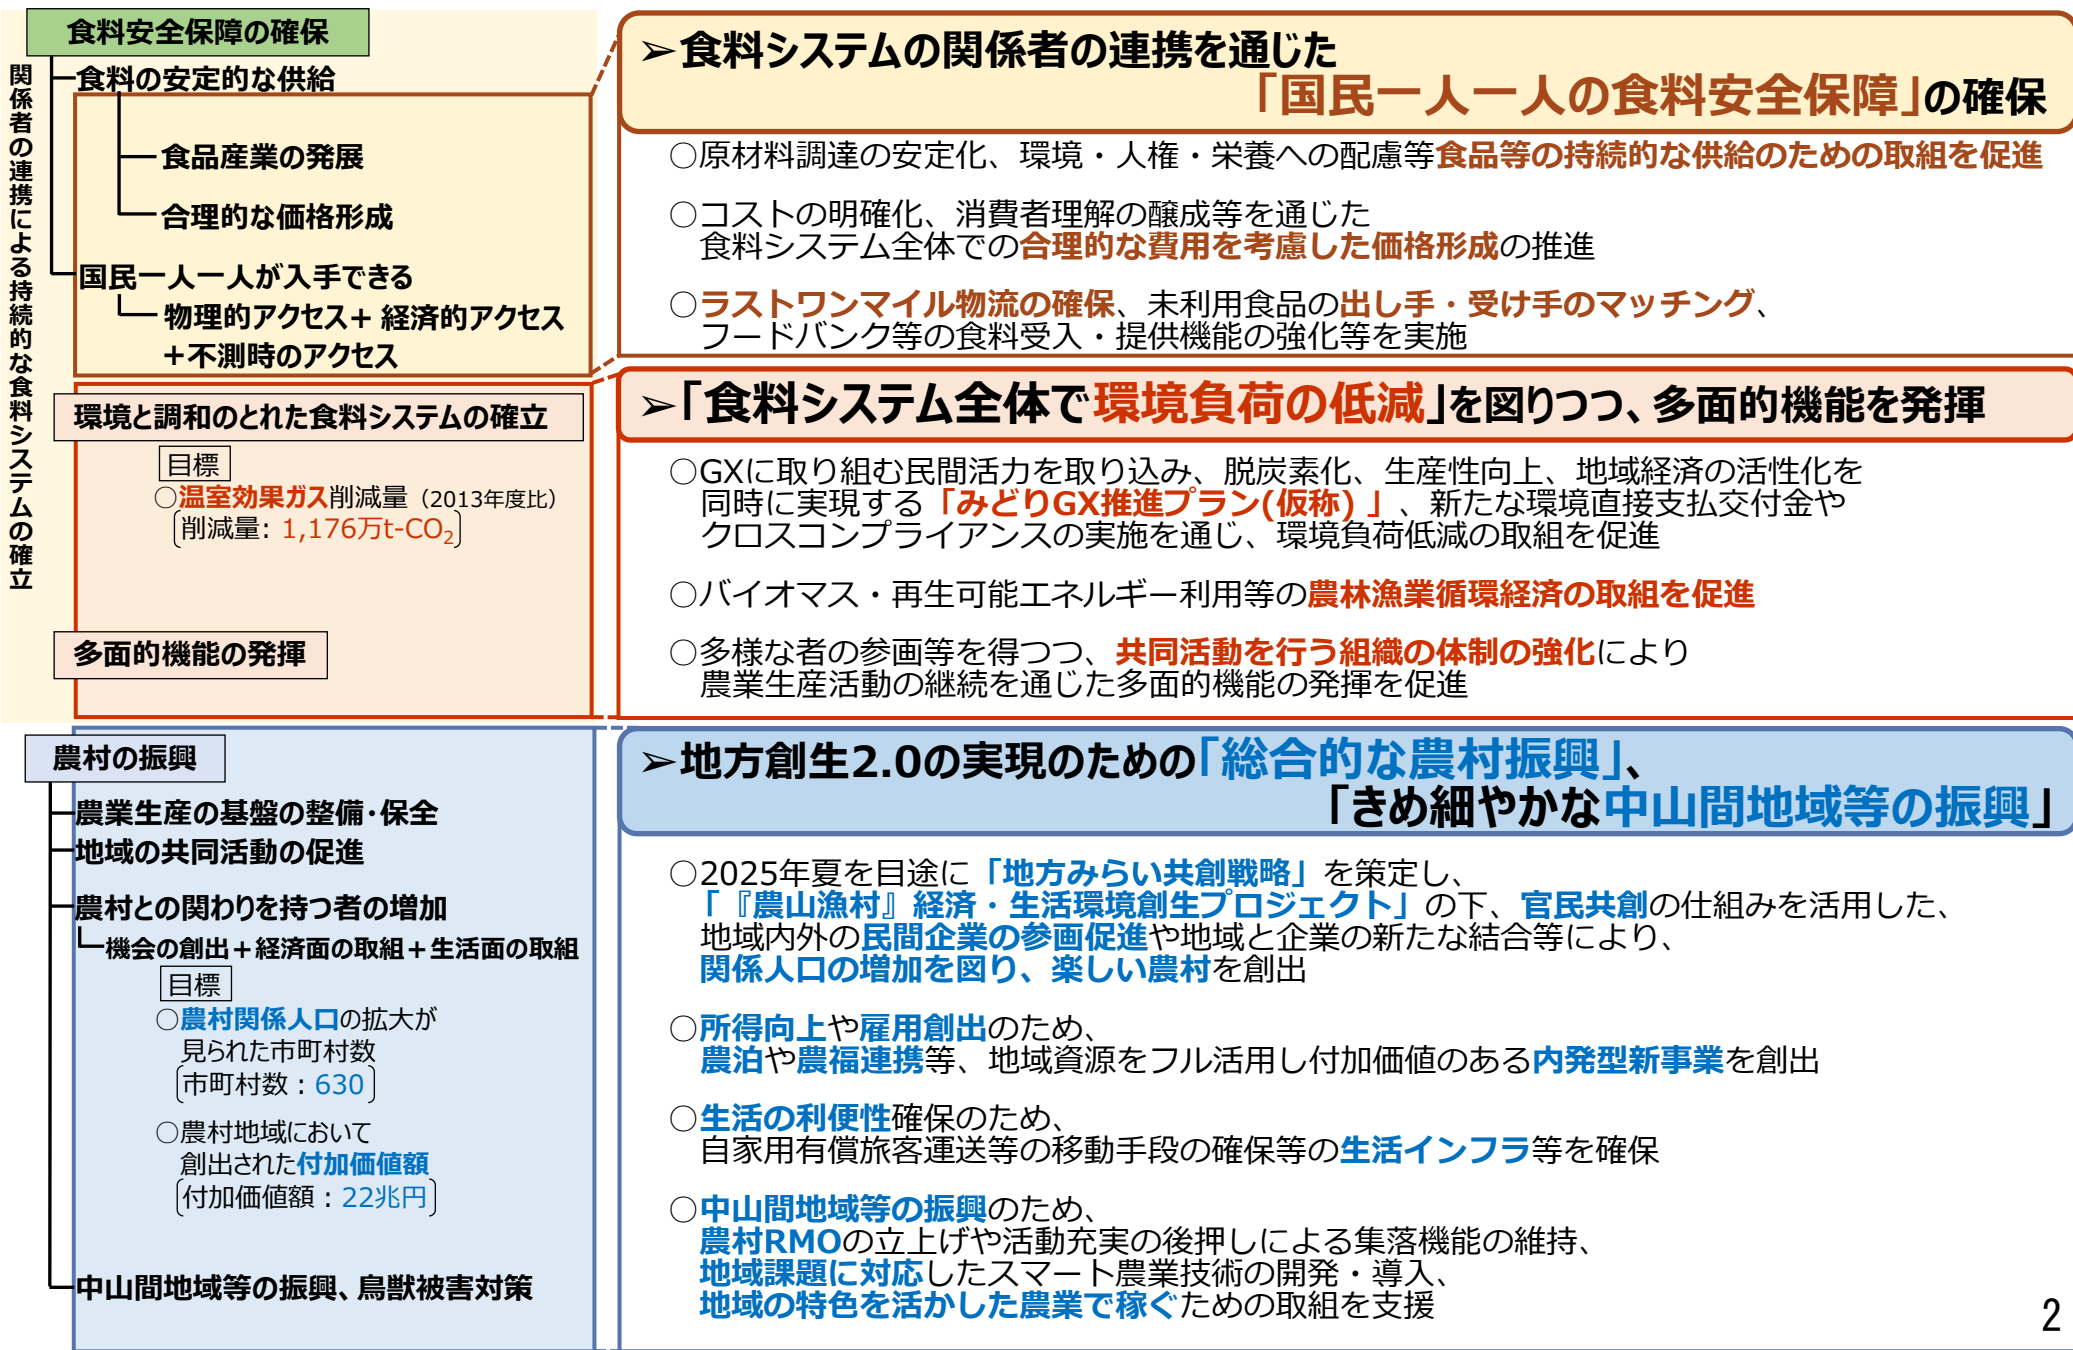 食料安全保障の確保
関係者の連携による持続的な食料システムの確立
食料の安定的な供給
食品産業の発展
合理的な価格形成
国民一人一人が入手できる
物理的アクセス+ 経済的アクセス
+不測時のアクセス
➢食料システムの関係者の連携を通じた
「国民一人一人の食料安全保障」の確保
○原材料調達の安定化、環境・人権・栄養への配慮等食品等の持続的な供給のための取組を促進
○コストの明確化、消費者理解の醸成等を通じた
食料システム全体での合理的な費用を考慮した価格形成の推進
○ラストワンマイル物流の確保、未利用食品の出し手・受け手のマッチング、
フードバンク等の食料受入・提供機能の強化等を実施
環境と調和のとれた食料システムの確立
目標
○温室効果ガス削減量（2013年度比）
削減量: 1,176万t-CO₂
多面的機能の発揮
➢「食料システム全体で環境負荷の低減」を図りつつ、多面的機能を発揮
○GXに取り組む民間活力を取り込み、脱炭素化、生産性向上、地域経済の活性化を
同時に実現する「みどりGX推進プラン(仮称) 」、新たな環境直接支払交付金や
クロスコンプライアンスの実施を通じ、環境負荷低減の取組を促進
○バイオマス・再生可能エネルギー利用等の農林漁業循環経済の取組を促進
○多様な者の参画等を得つつ、共同活動を行う組織の体制の強化により
農業生産活動の継続を通じた多面的機能の発揮を促進
農村の振興
農業生産の基盤の整備・保全
地域の共同活動の促進
農村との関わりを持つ者の増加
機会の創出+経済面の取組+生活面の取組
目標
○農村関係人口の拡大が
見られた市町村数
市町村数：630
○農村地域において
創出された付加価値額
付加価値額：22兆円
中山間地域等の振興、鳥獣被害対策
➢地方創生2.0の実現のための「総合的な農村振興」、
「きめ細やかな中山間地域等の振興」
○2025年夏を目途に「地方みらい共創戦略」を策定し、
「『農山漁村』経済・生活環境創生プロジェクト」の下、官民共創の仕組みを活用した、
地域内外の民間企業の参画促進や地域と企業の新たな結合等により、
関係人口の増加を図り、楽しい農村を創出
○所得向上や雇用創出のため、
農泊や農福連携等、地域資源をフル活用し付加価値のある内発型新事業を創出
○生活の利便性確保のため、
自家用有償旅客運送等の移動手段の確保等の生活インフラ等を確保
○中山間地域等の振興のため、
農村RMOの立上げや活動充実の後押しによる集落機能の維持、
地域課題に対応したスマート農業技術の開発・導入、
地域の特色を活かした農業で稼ぐための取組を支援
2